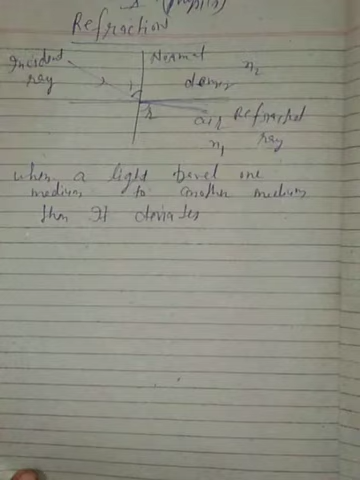 Refraction
Incident
ray
Normal
n2
i
denser
r
air
Refracted
ray
n1
when a light travel one
medium to another medium
then It deviates